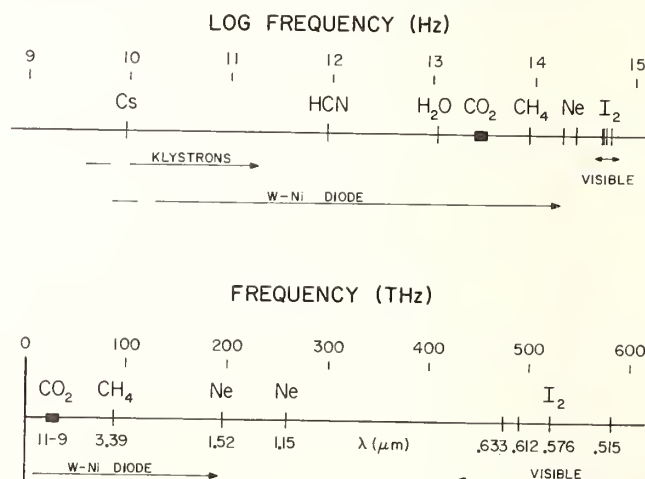 LOG FREQUENCY (Hz)
9 10 11 12 13 14 15
Cs HCN H₂O CO₂ CH₄ Ne I₂
KLYSTRONS
VISIBLE
W-Ni DIODE
FREQUENCY (THz)
0 100 200 300 400 500 600
CO₂ CH₄ Ne Ne I₂
11-9 3.39 1.52 1.15 λ(μm) .633 .612 .576 .515
W-Ni DIODE VISIBLE